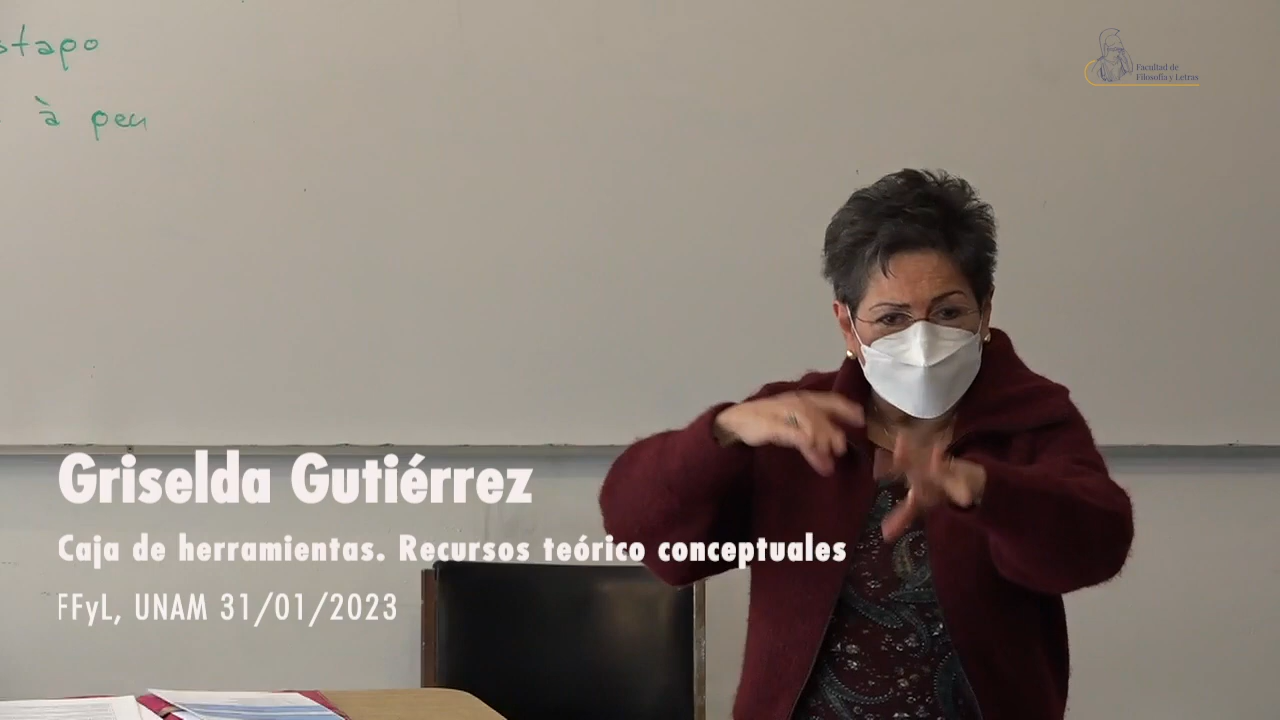 stapo
à peu
Facultad de
Filosofía y Letras
Griselda Gutiérrez
Caja de herramientas. Recursos teórico conceptuales
FFyL, UNAM 31/01/2023